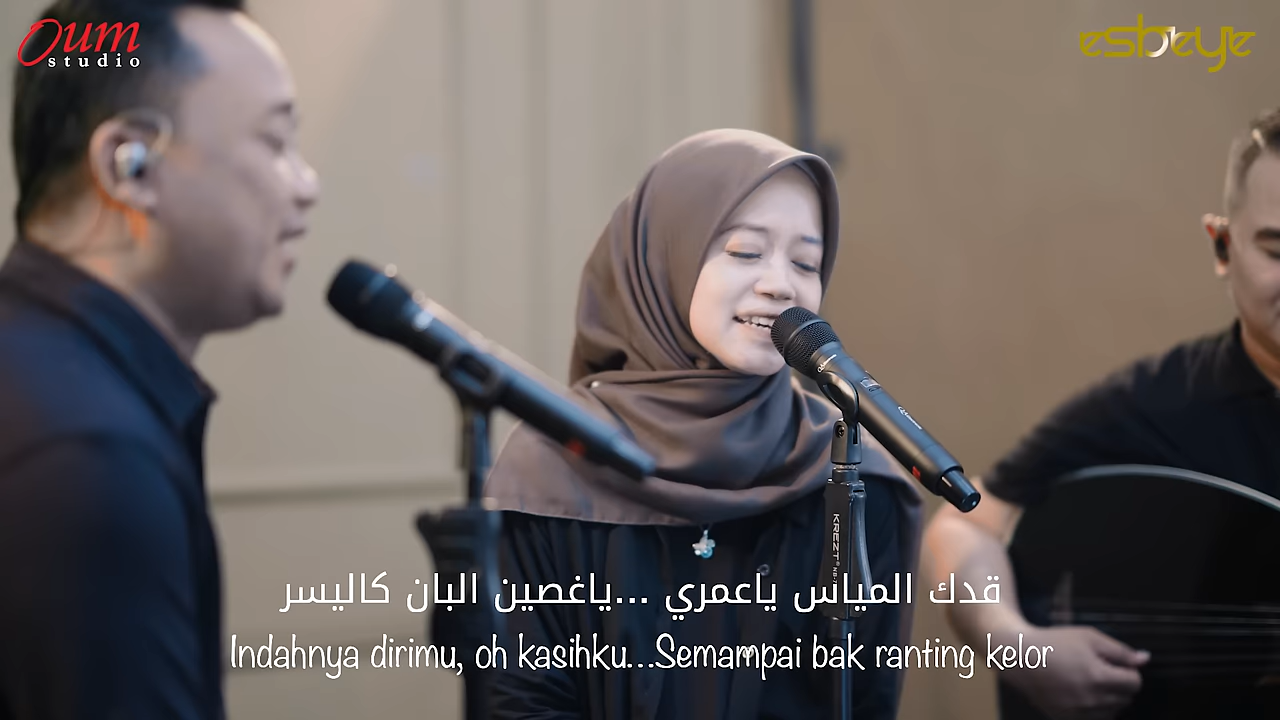 Oum
studio
esbeye
KREZT
قدك المياس ياعمري ...ياغصين البان كاليسر
Indahnya dirimu, oh kasihku...Semampai bak ranting kelor